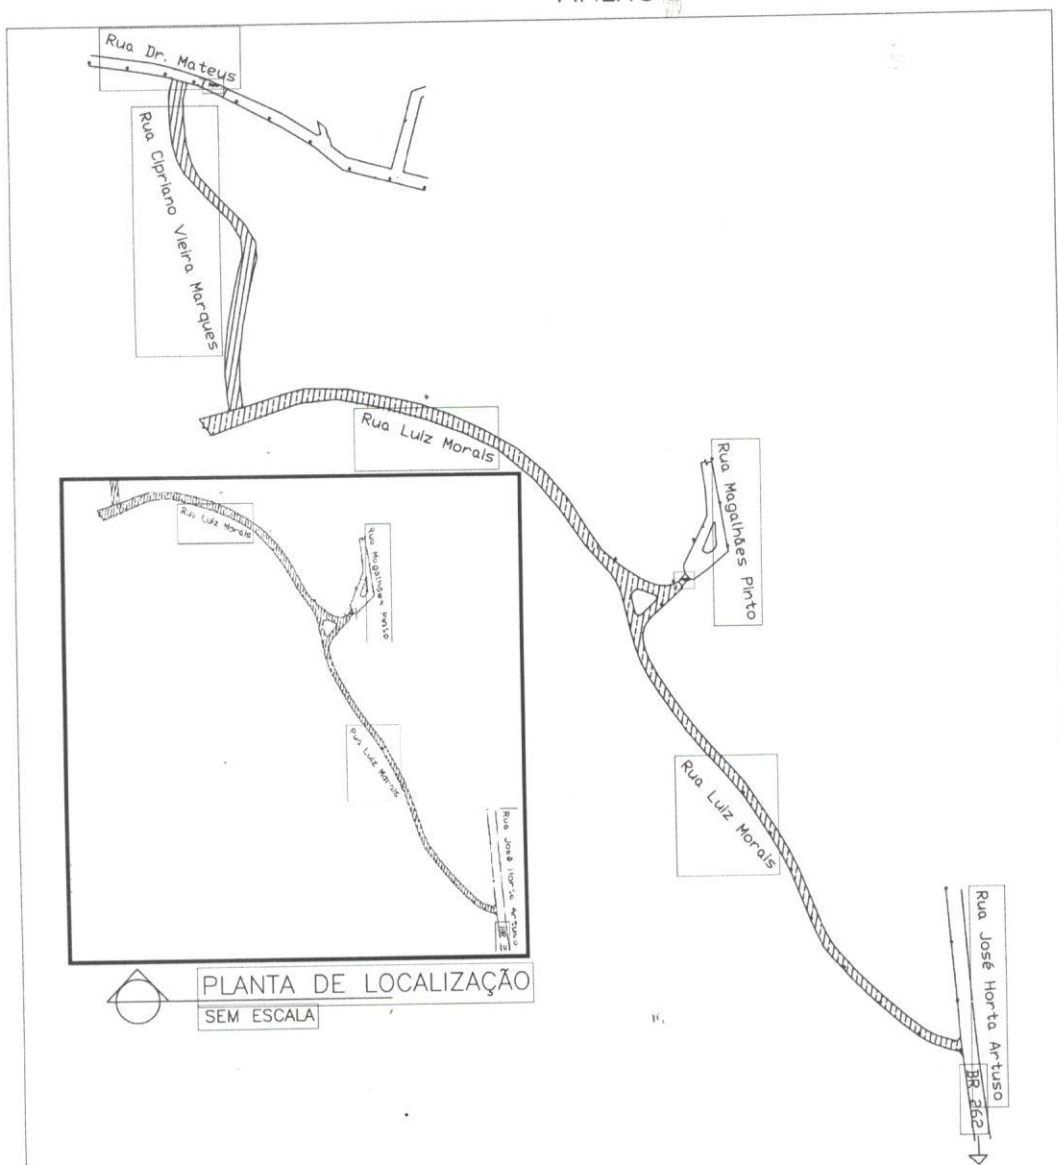 Rua Dr. Mateus
Rua Cipriano Vieira Marques
Rua Luiz Morais
Rua Magalhães Pinto
Rua Luiz Morais
Rua José Horta Artuso
BR 262
Rua Luiz Morais
Rua Magalhães Pinto
Rua Luiz Morais
Rua José Horta Artuso
PLANTA DE LOCALIZAÇÃO
SEM ESCALA